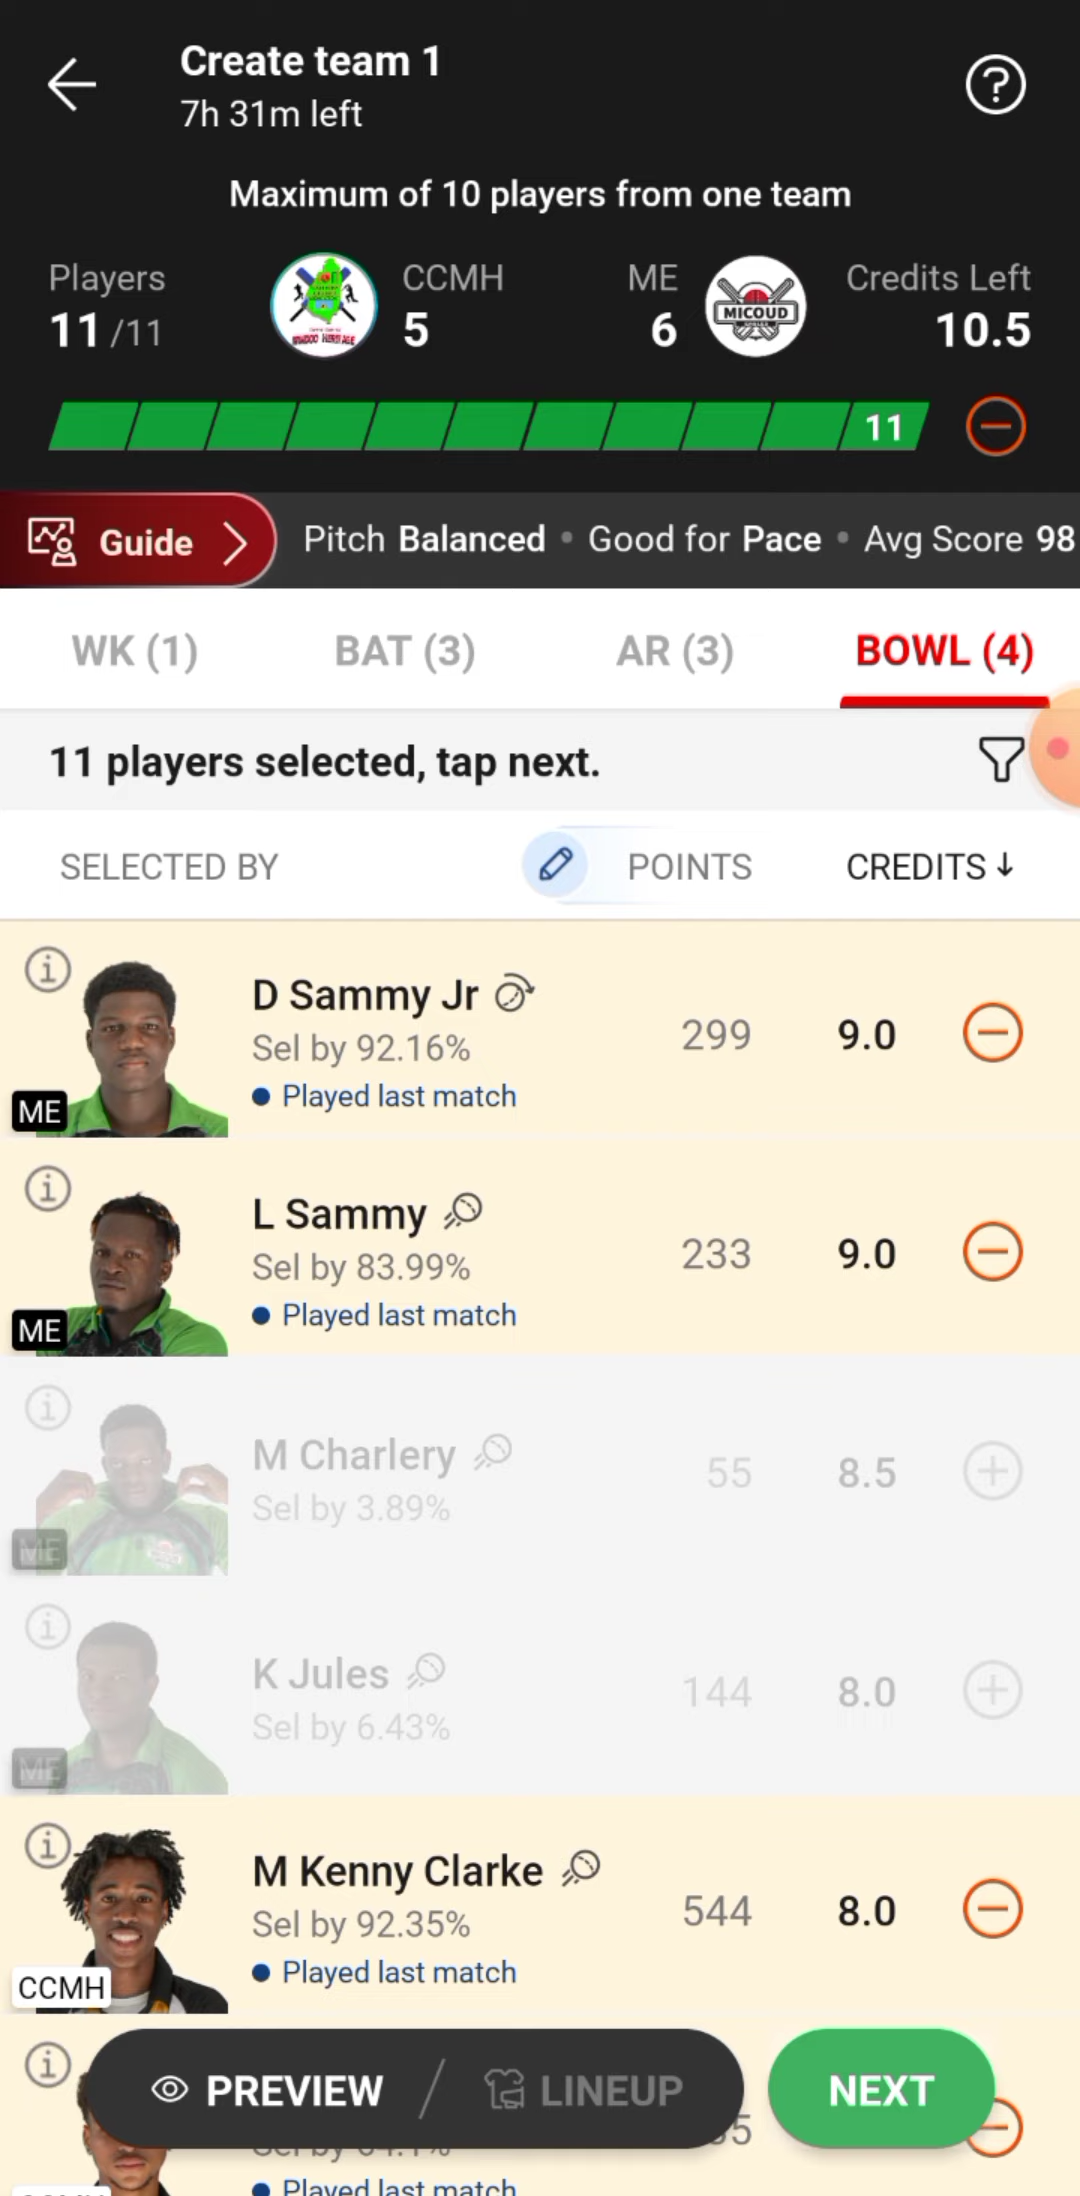 Create team 1
7h 31m left
Maximum of 10 players from one team
Players
11/11
CCMH
5
ME
6
MICOUD
Credits Left
10.5
11
Guide
Pitch Balanced • Good for Pace • Avg Score 98
WK (1) BAT (3) AR (3) BOWL (4)
11 players selected, tap next.
SELECTED BY POINTS CREDITS ↓
D Sammy Jr
Sel by 92.16%
Played last match
299 9.0
ME
L Sammy
Sel by 83.99%
Played last match
233 9.0
ME
M Charlery
Sel by 3.89%
55 8.5
ME
K Jules
Sel by 6.43%
144 8.0
ME
M Kenny Clarke
Sel by 92.35%
Played last match
544 8.0
CCMH
PREVIEW / LINEUP
NEXT
Played last match